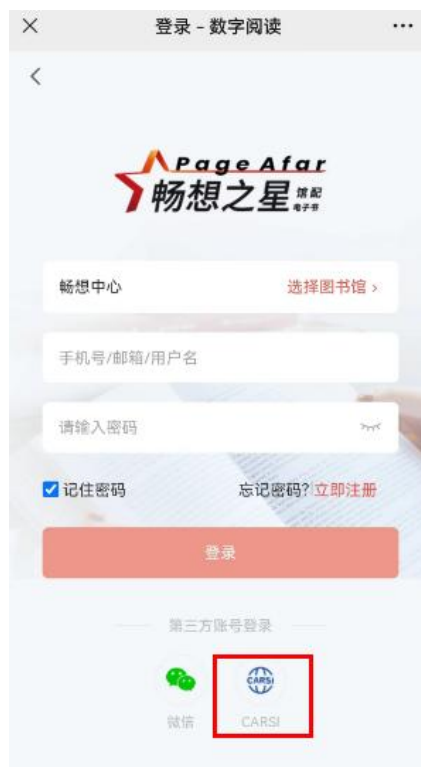 登录 – 数字阅读
Page Afar
畅想之星 馆配
电子书
畅想中心 选择图书馆 >
手机号/邮箱/用户名
请输入密码
记住密码 忘记密码? 立即注册
登录
第三方账号登录
CARSI
微信 CARSI